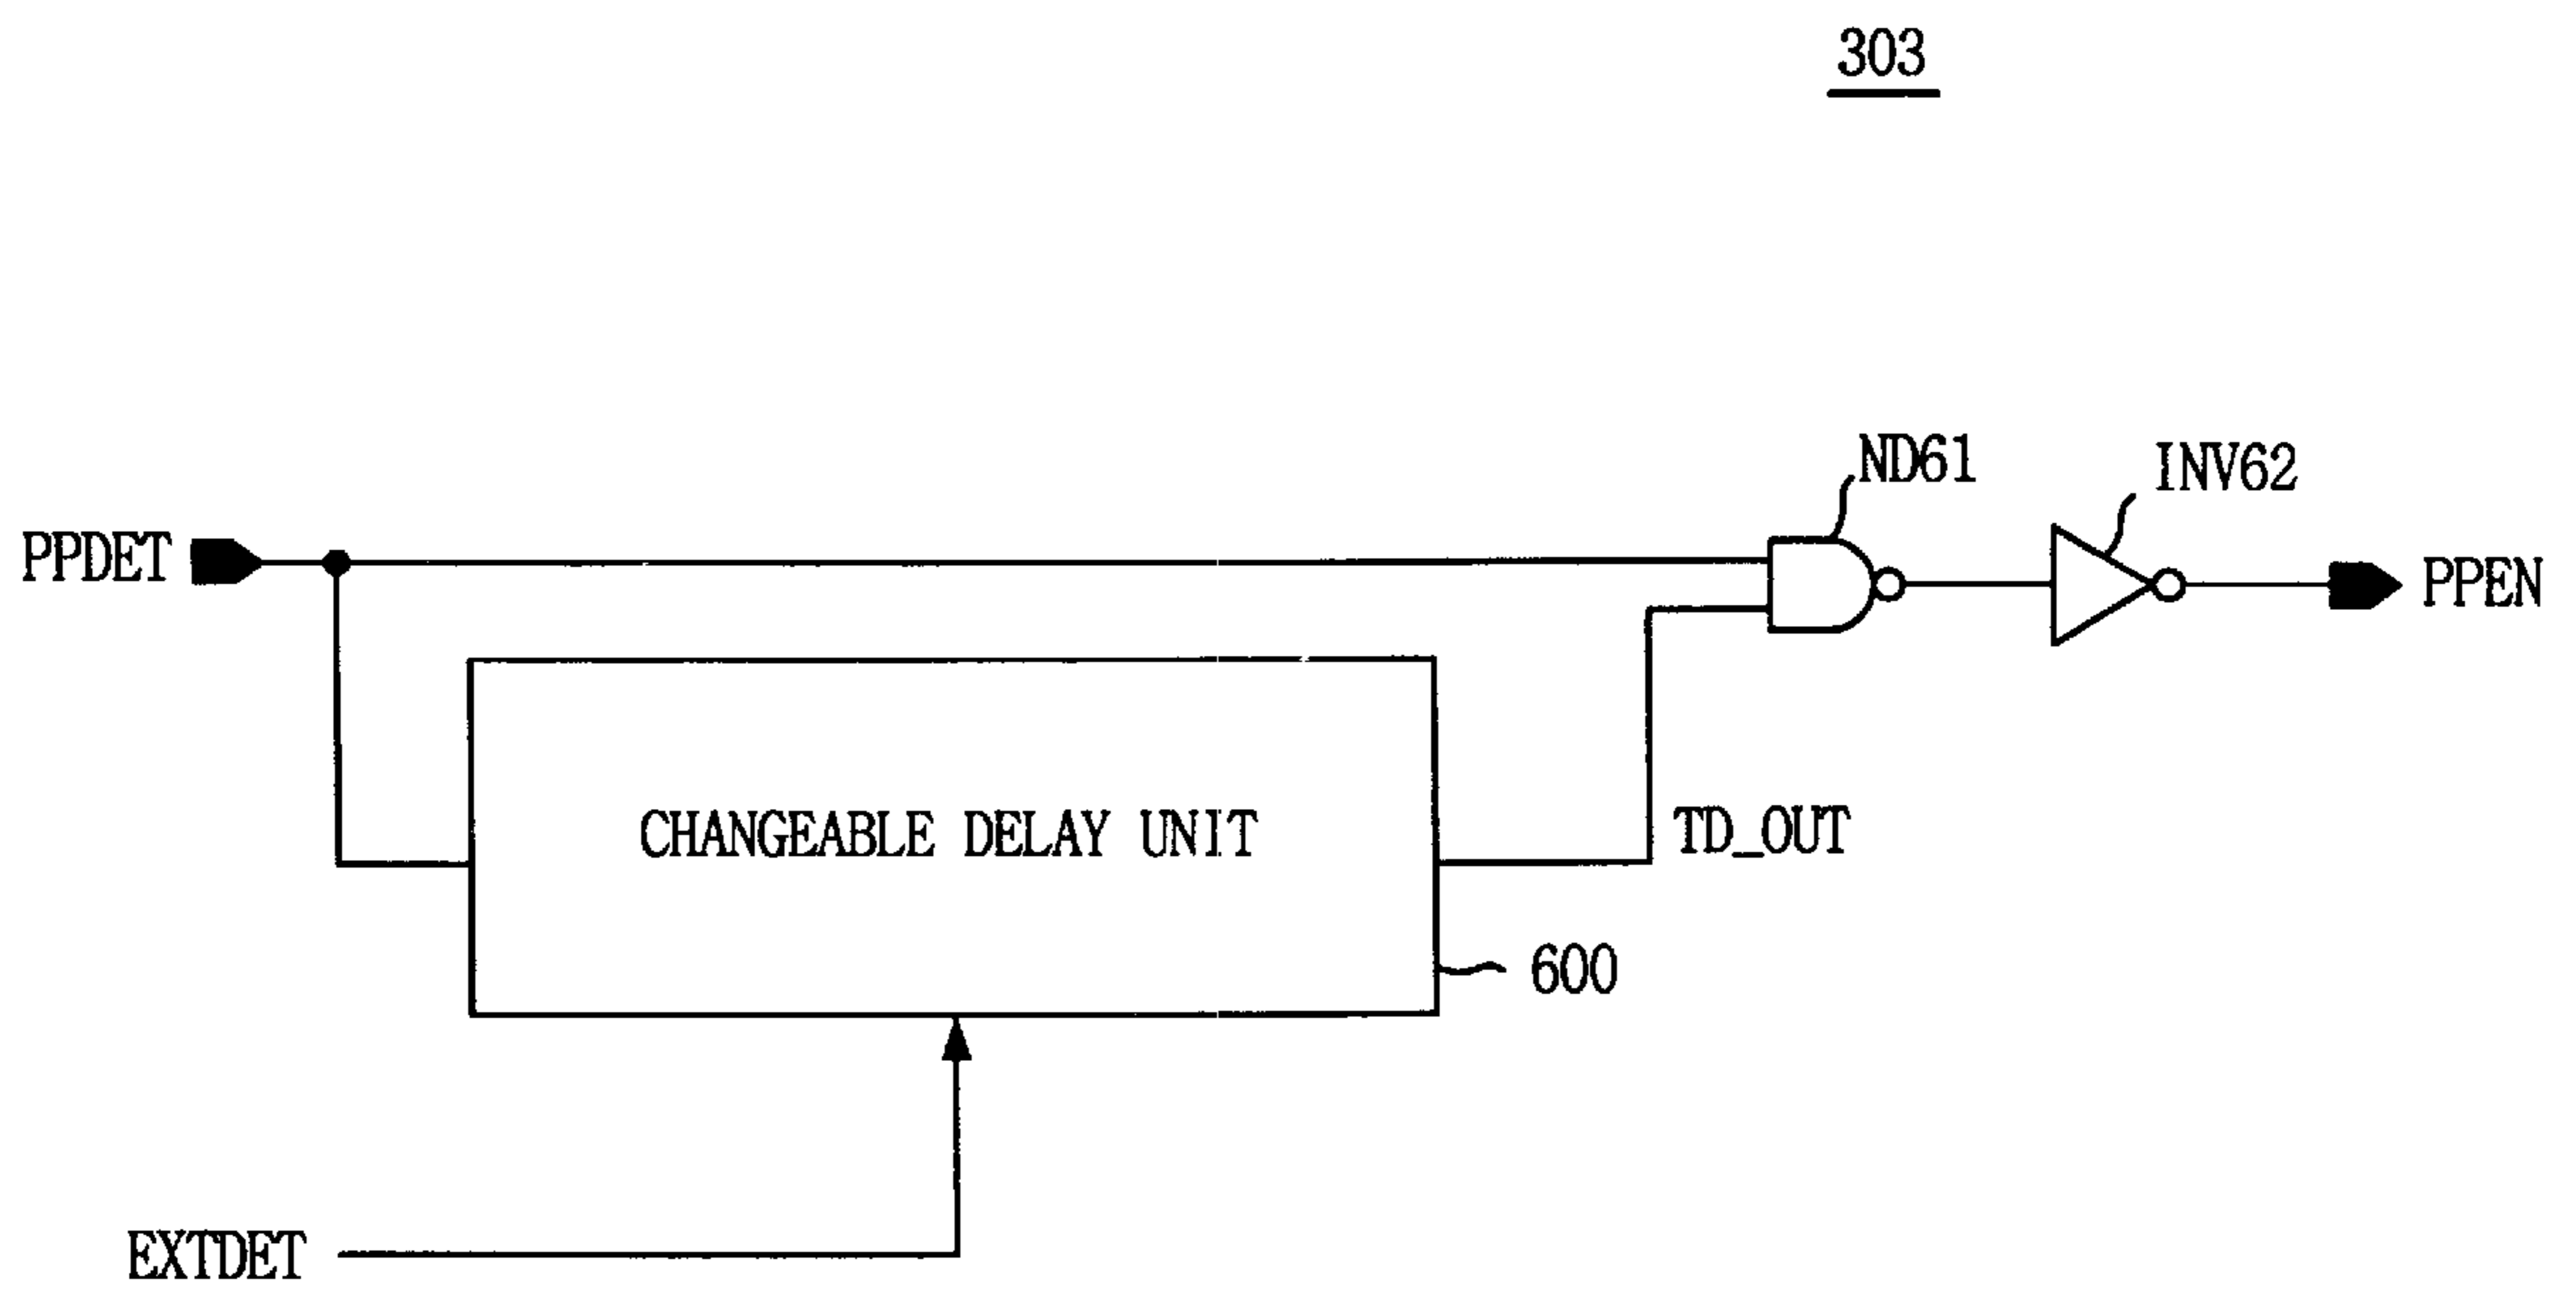 303
ND61
INV62
PPDET
PPEN
CHANGEABLE DELAY UNIT
TD_OUT
600
EXTDET